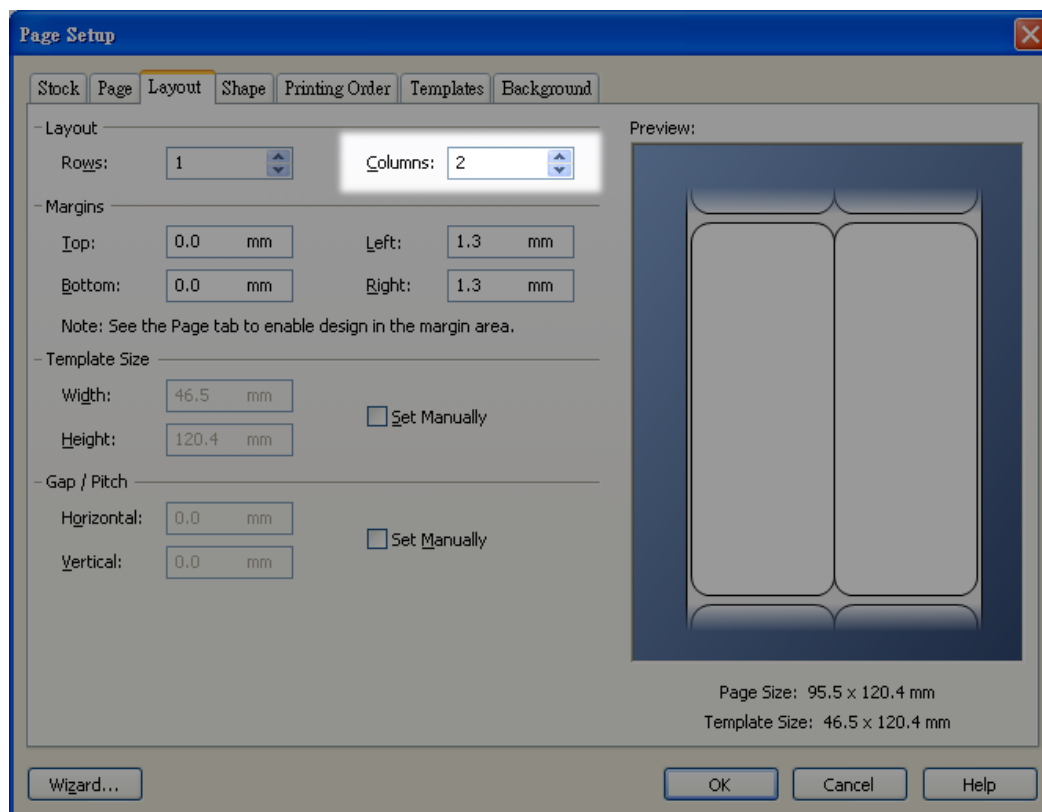 Page Setup
Stock Page Layout Shape Printing Order Templates Background
Layout
Rows: 1 Columns: 2
Margins
Top: 0.0 mm Left: 1.3 mm
Bottom: 0.0 mm Right: 1.3 mm
Note: See the Page tab to enable design in the margin area.
Template Size
Width: 46.5 mm
Set Manually
Height: 120.4 mm
Gap / Pitch
Horizontal: 0.0 mm
Set Manually
Vertical: 0.0 mm
Preview:
Page Size: 95.5 x 120.4 mm
Template Size: 46.5 x 120.4 mm
Wizard... OK Cancel Help